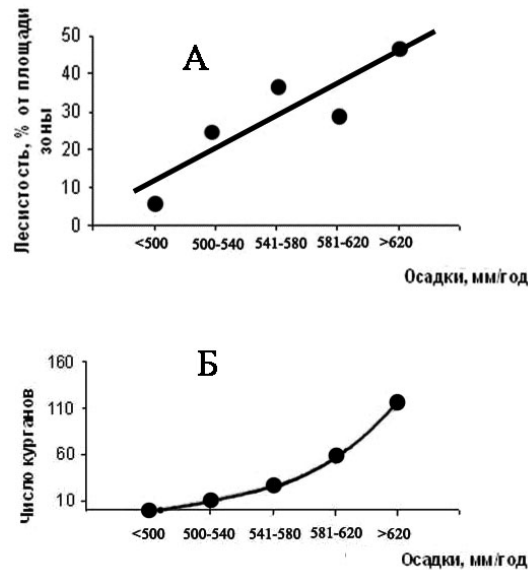 А
Лесистость, % от площади
зоны
50
40
30
20
10
0
<500 500-540 541-580 581-620 >620
Осадки, мм/год
Б
Число курганов
160
110
60
10
<500 500-540 541-580 581-620 >620
Осадки, мм/год